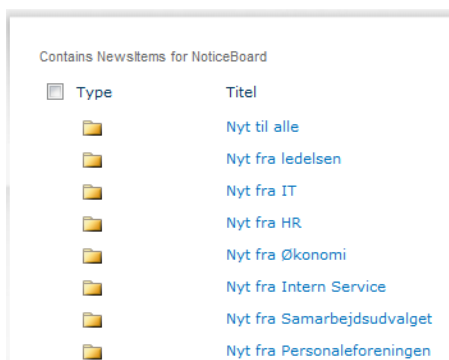 Contains NewsItems for NoticeBoard
Type Titel
Nyt til alle
Nyt fra ledelsen
Nyt fra IT
Nyt fra HR
Nyt fra Økonomi
Nyt fra Intern Service
Nyt fra Samarbejdsudvalget
Nyt fra Personaleforeningen